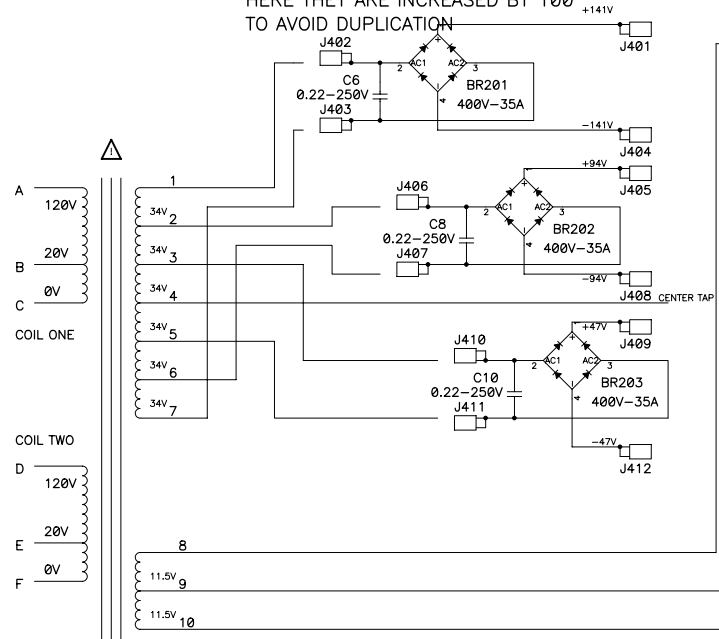 HERE THEY ARE INCREASED BY 100
TO AVOID DUPLICATION
+141V
J401
J402
C6
0.22-250V
J403
2
AC1
AC2
3
+
-
4
BR201
400V-35A
-141V
J404
+94V
J405
J406
C8
0.22-250V
J407
2
AC1
AC2
3
+
-
4
BR202
400V-35A
-94V
J408
CENTER TAP
+47V
J409
J410
C10
0.22-250V
J411
2
AC1
AC2
3
-
4
BR203
400V-35A
-47V
J412
A
120V
20V
B
0V
C
COIL ONE
1
34V
2
34V
3
34V
4
34V
5
34V
6
34V
7
COIL TWO
D
120V
20V
E
0V
F
8
11.5V
9
11.5V
10